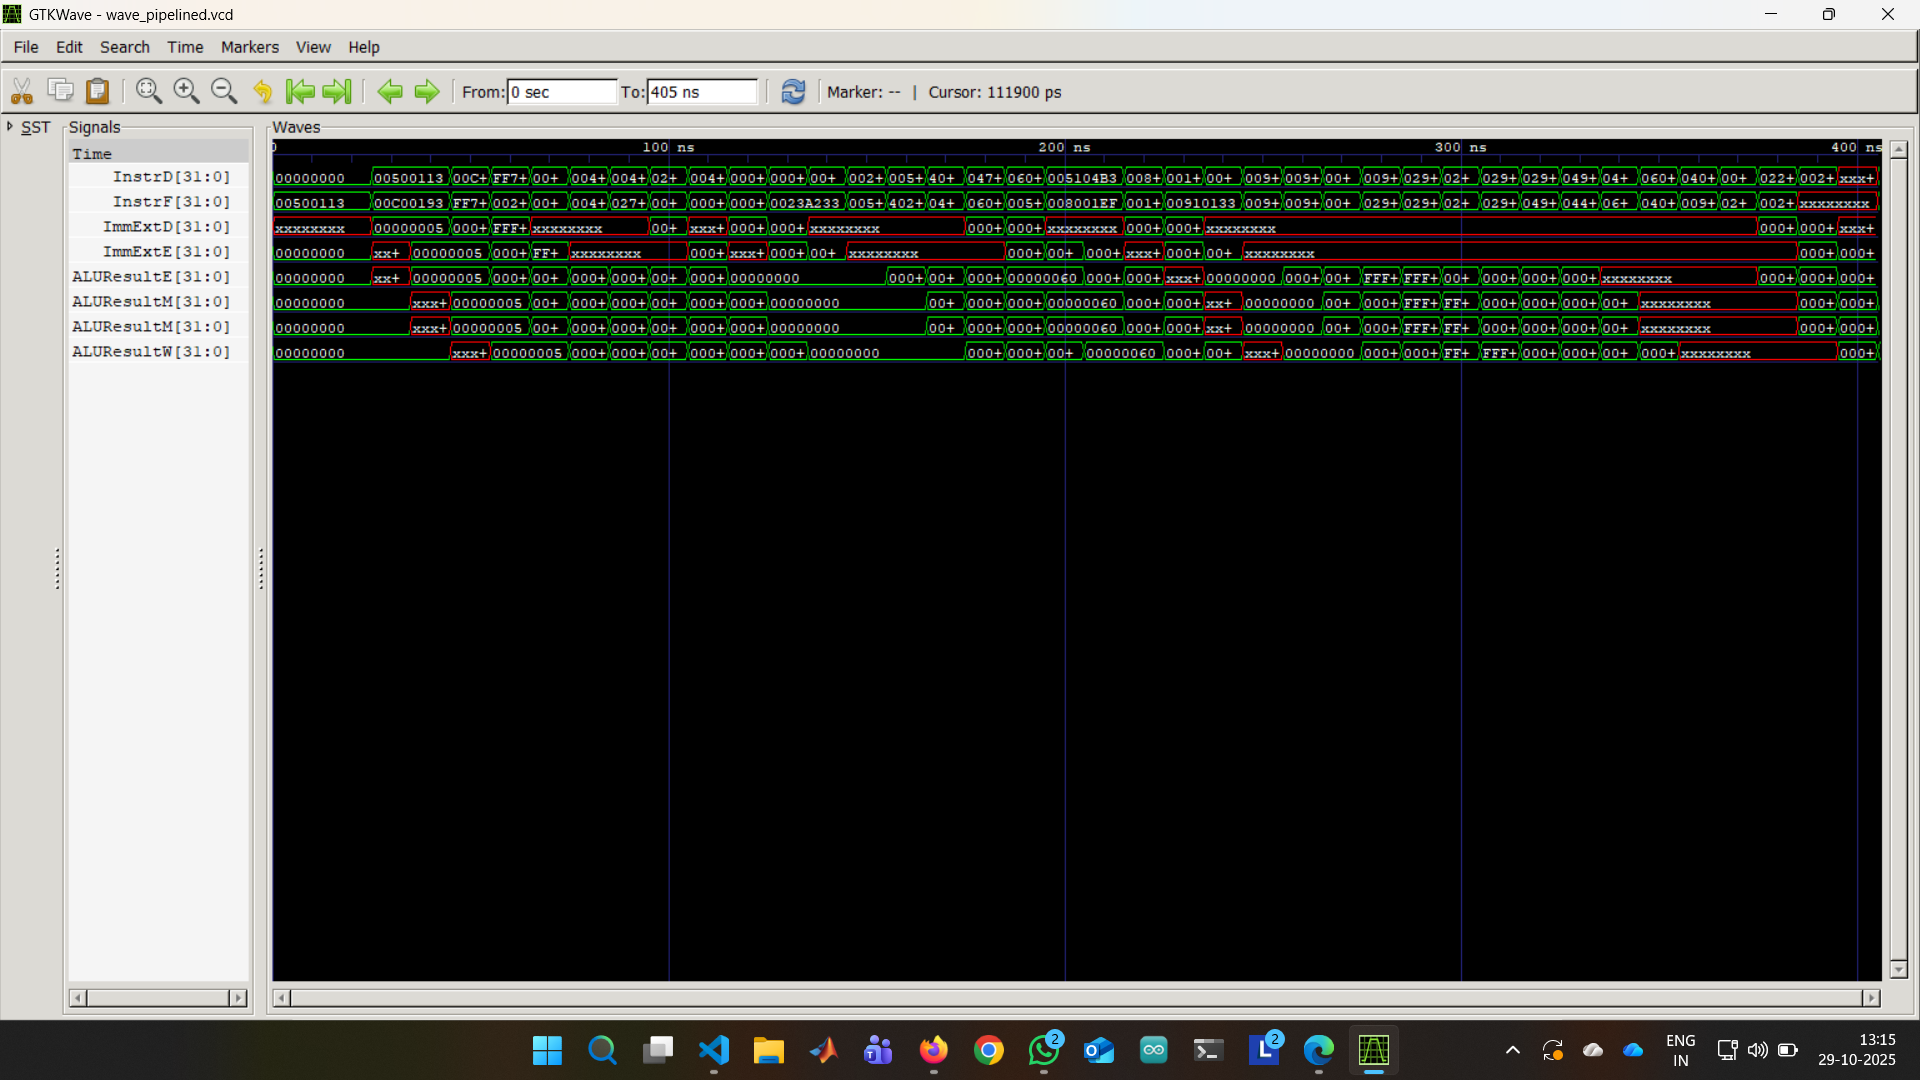 GTKWave - wave_pipelined.vcd
File Edit Search Time Markers View Help
From: 0 sec To: 405 ns Marker: -- | Cursor: 111900 ps
SST Signals Waves
Time 0 100 ns 200 ns 300 ns 400 ns
InstrD[31:0] 00000000 00500113 00C+ FF7+ 00+ 004+ 004+ 02+ 004+ 000+ 000+ 00+ 002+ 005+ 40+ 047+ 060+ 005104B3 008+ 001+ 00+ 009+ 009+ 00+ 009+ 029+ 02+ 029+ 029+ 049+ 04+ 060+ 040+ 00+ 022+ 002+ xxx+
InstrF[31:0] 00500113 00C00193 FF7+ 002+ 00+ 004+ 027+ 00+ 000+ 000+ 0023A233 005+ 402+ 04+ 060+ 005+ 008001EF 001+ 00910133 009+ 009+ 00+ 029+ 029+ 02+ 029+ 049+ 044+ 06+ 040+ 009+ 02+ 002+ xxxxxxxx
ImmExtD[31:0] xxxxxxxx 00000005 000+ FFF+ xxxxxxxx 00+ xxx+ 000+ 000+ xxxxxxxx 000+ 000+ xxxxxxxx 000+ 000+ xxxxxxxx 000+ 000+ xxx+
ImmExtE[31:0] 00000000 xx+ 00000005 000+ FF+ xxxxxxxx 000+ xxx+ 000+ 00+ xxxxxxxx 000+ 00+ 000+ xxx+ 000+ 00+ xxxxxxxx 000+ 000+
ALUResultE[31:0] 00000000 xx+ 00000005 000+ 000+ 000+ 000+ 00+ 000+ 00000000 000+ 00+ 000+ 00000060 000+ 00+ xxx+ 00000000 000+ 00+ FFF+ FFF+ 00+ 000+ 000+ 000+ xxxxxxxx 000+ 000+ 000+
ALUResultM[31:0] 00000000 xxx+ 00000005 00+ 000+ 000+ 00+ 000+ 000+ 00000000 00+ 000+ 000+ 00000060 000+ 000+ xx+ 00000000 00+ 000+ FFF+ FF+ 000+ 000+ 000+ 00+ xxxxxxxx 000+ 000+
ALUResultM[31:0] 00000000 xxx+ 00000005 00+ 000+ 000+ 00+ 000+ 000+ 00000000 00+ 000+ 000+ 00000060 000+ 000+ xx+ 00000000 00+ 000+ FFF+ FF+ 000+ 000+ 000+ 00+ xxxxxxxx 000+ 000+
ALUResultW[31:0] 00000000 xxx+ 00000005 000+ 000+ 00+ 000+ 000+ 000+ 00000000 000+ 000+ 00+ 00000060 000+ 00+ xxx+ 00000000 000+ 000+ FF+ FFF+ 000+ 000+ 00+ 000+ xxxxxxxx 000+
2 2
ENG
IN
13:15
29-10-2025